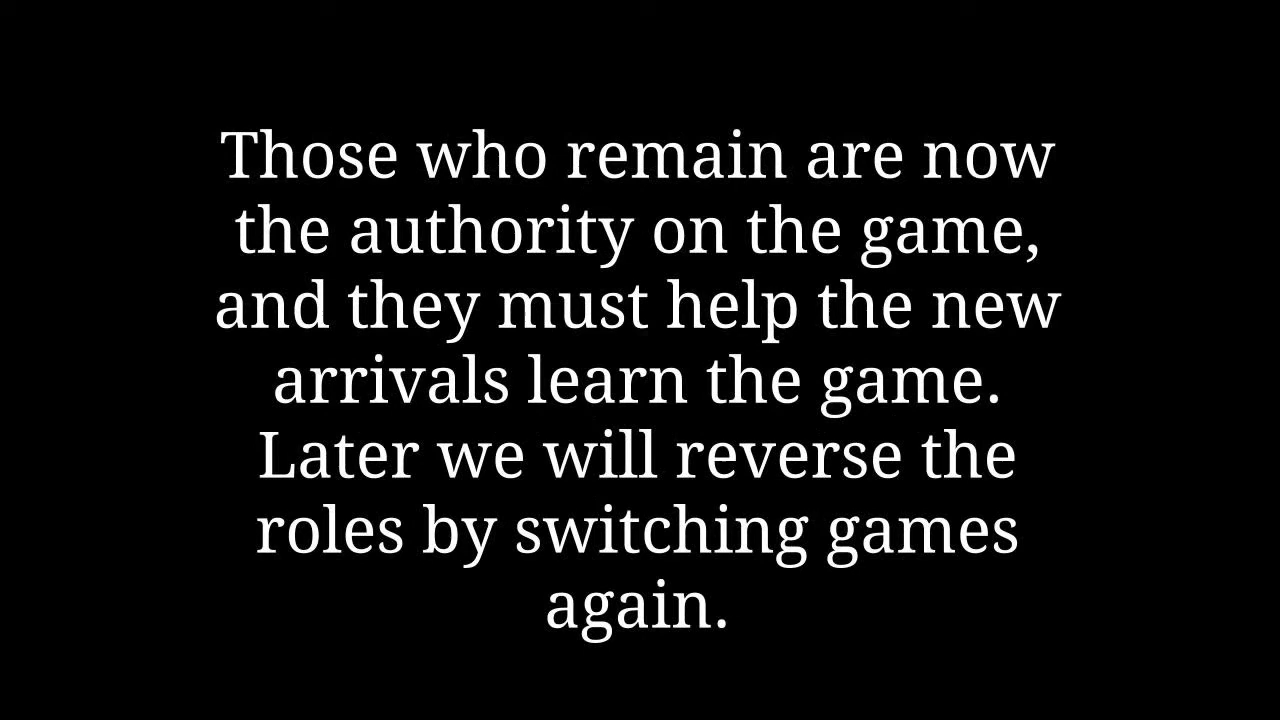 Those who remain are now
the authority on the game,
and they must help the new
arrivals learn the game.
Later we will reverse the
roles by switching games
again.